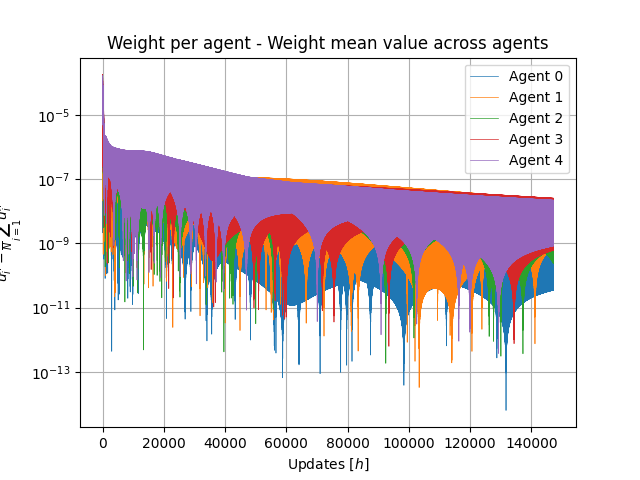 Weight per agent - Weight mean value across agents
Agent 0
Agent 1
Agent 2
Agent 3
Agent 4
10⁻⁵
10⁻⁷
10⁻⁹
10⁻¹¹
10⁻¹³
0 20000 40000 60000 80000 100000 120000 140000
Updates [h]